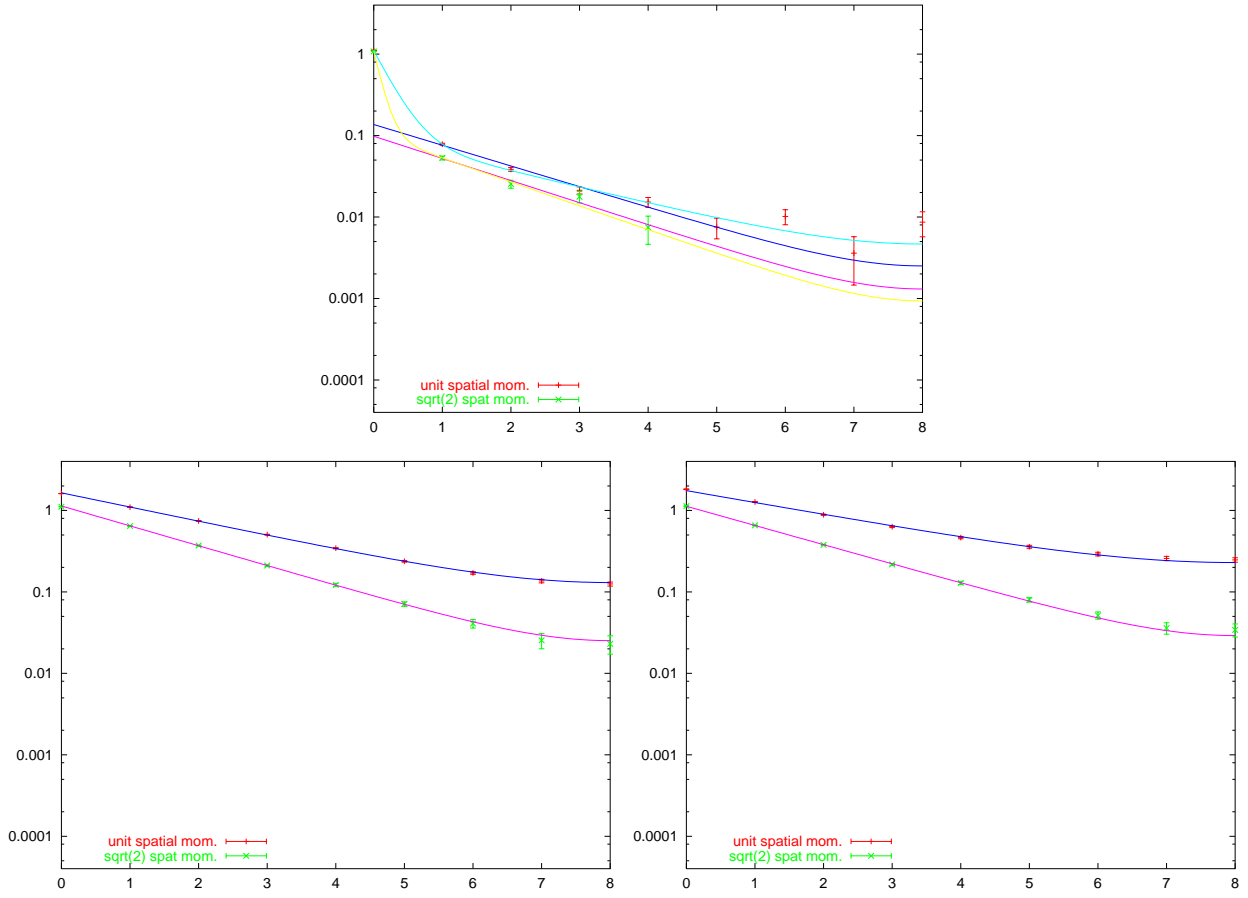 1
0.1
0.01
0.001
0.0001
unit spatial mom.
sqrt(2) spat mom.
0 1 2 3 4 5 6 7 8
1
0.1
0.01
0.001
0.0001
unit spatial mom.
sqrt(2) spat mom.
0 1 2 3 4 5 6 7 8
1
0.1
0.01
0.001
0.0001
unit spatial mom.
sqrt(2) spat mom.
0 1 2 3 4 5 6 7 8